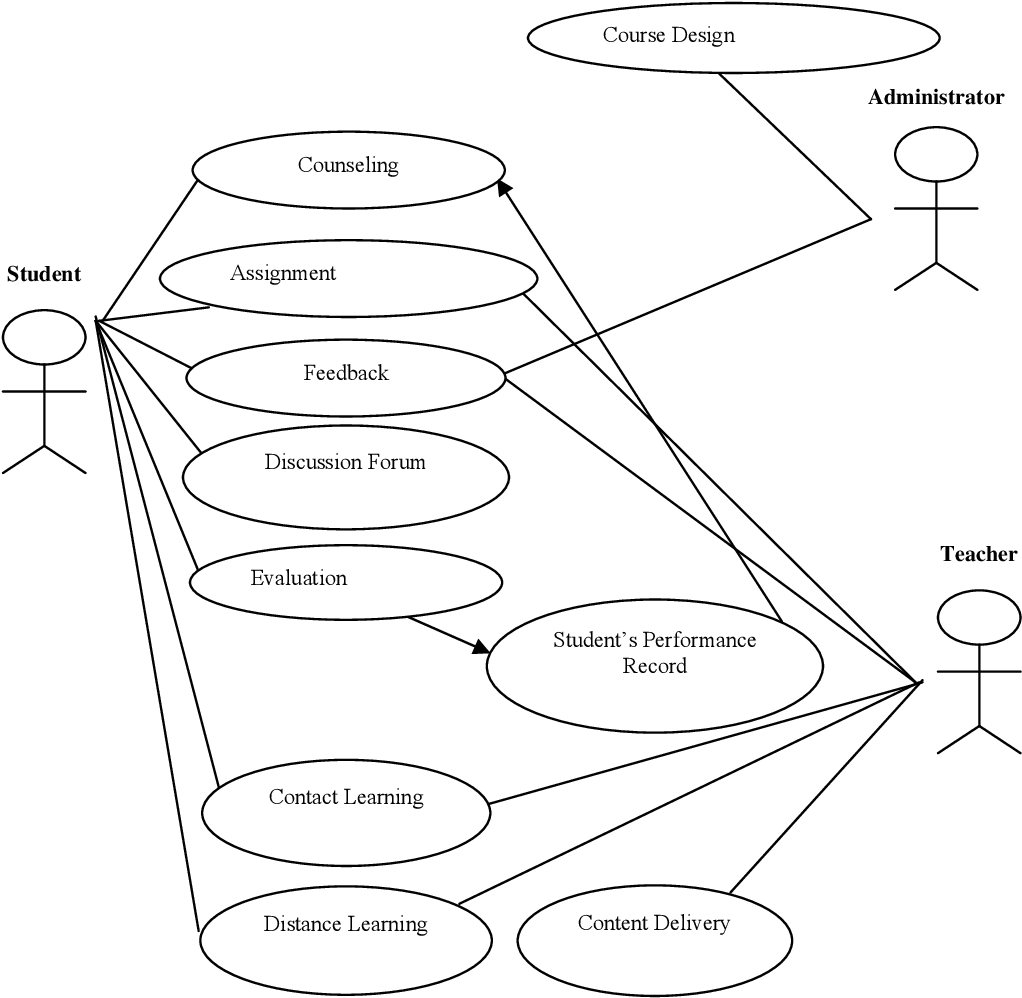 Course Design
Administrator
Counseling
Student
Assignment
Feedback
Discussion Forum
Teacher
Evaluation
Student’s Performance
Record
Contact Learning
Distance Learning
Content Delivery